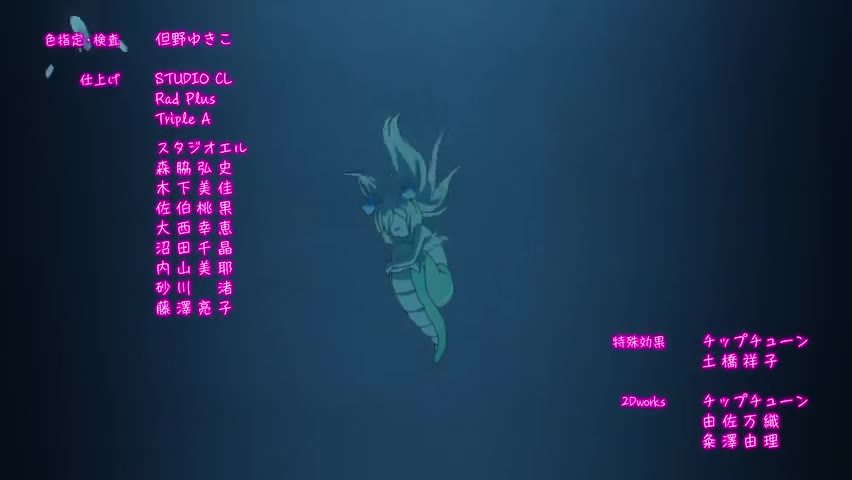 色指定・検査 但野ゆきこ
仕上げ STUDIO CL
Rad Plus
Triple A
スタジオエル
森脇弘史
木下美佳
佐伯桃果
大西幸恵
沼田千晶
内山美耶
砂川 渚
藤澤亮子
特殊効果 チップチューン
土橋祥子
2Dworks チップチューン
由佐万織
粂澤由理